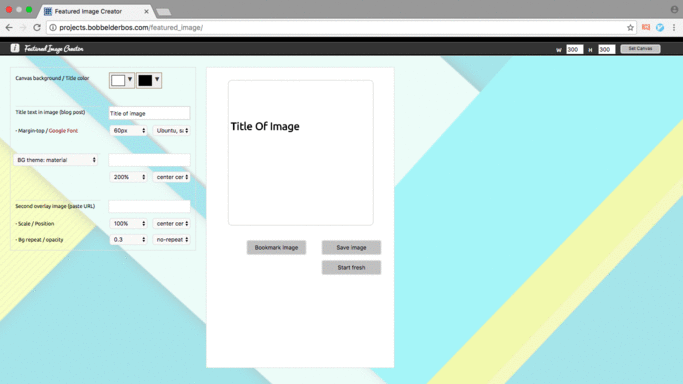 Featured Image Creator
projects.bobbelderbos.com/featured_image/
i Featured Image Creator W 300 H 300 Set Canvas
Canvas background / Title color
Title text in image (blog post) Title of image
- Margin-top / Google Font 60px Ubuntu, sa
BG theme: material
200% center cen
Second overlay image (paste URL)
- Scale / Position 100% center cen
- Bg repeat / opacity 0.3 no-repeat
Title Of Image
Bookmark Image Save image
Start fresh